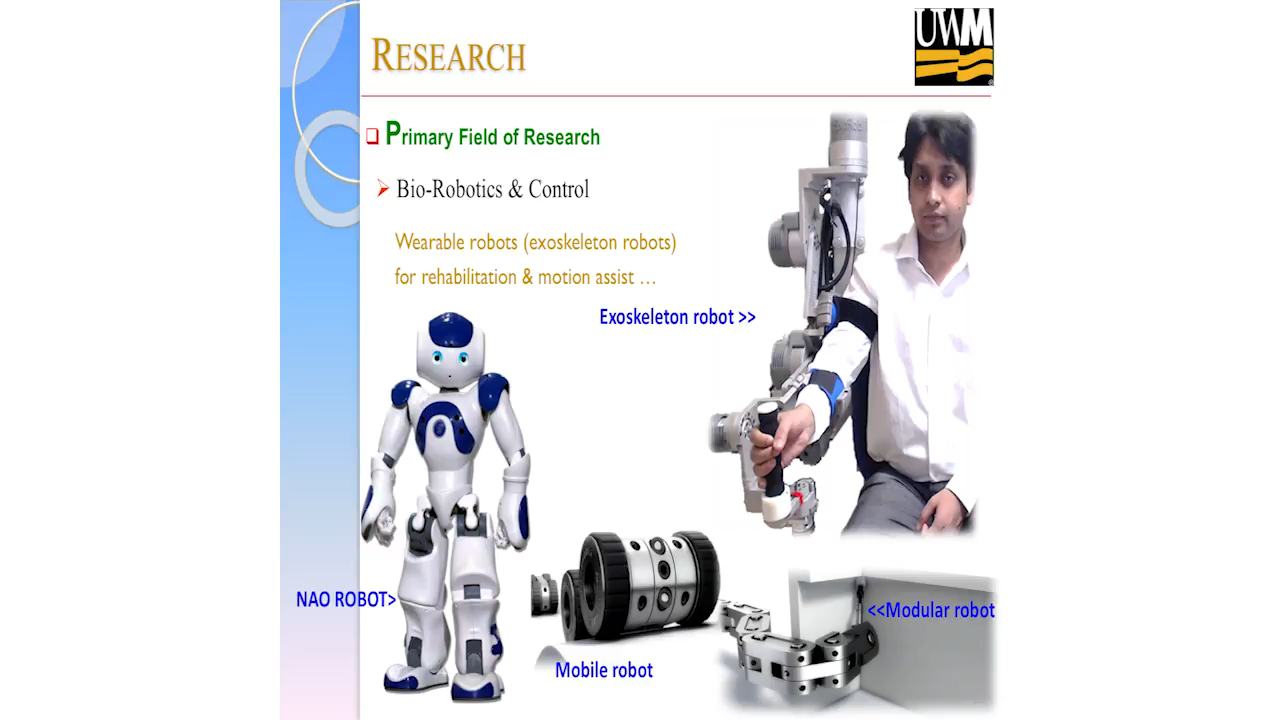 RESEARCH
UWM
Primary Field of Research
Bio-Robotics & Control
Wearable robots (exoskeleton robots)
for rehabilitation & motion assist ...
Exoskeleton robot >>
NAO ROBOT>
<<Modular robot
Mobile robot